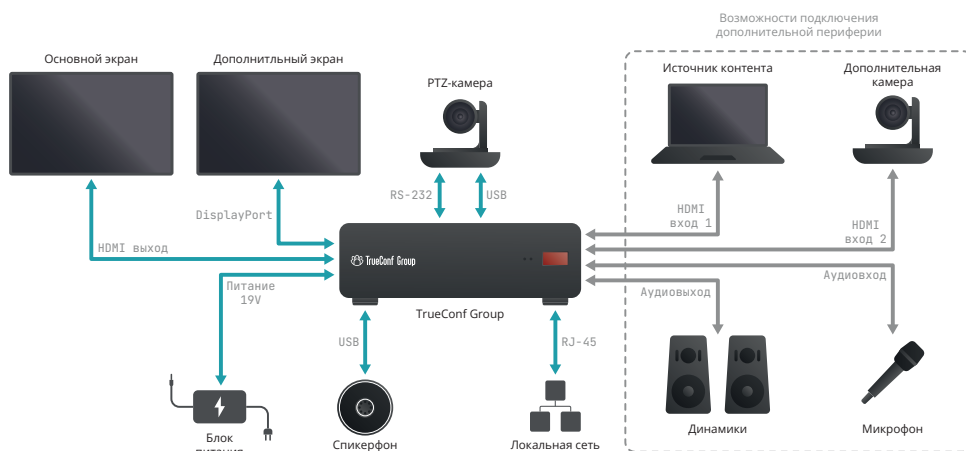 Возможности подключения
дополнительной периферии
Основной экран
Дополнитльный экран
PTZ-камера
Источник контента
Дополнительная
камера
RS-232
USB
DisplayPort
HDMI выход
HDMI
вход 1
HDMI
вход 2
TrueConf Group
Питание
19V
Аудиовыход
Аудиовход
TrueConf Group
USB
RJ-45
Блок
питания
Спикерфон
Локальная сеть
Динамики
Микрофон